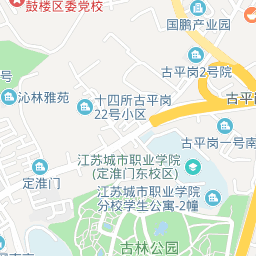 鼓楼区委党校
国鹏产业园
古平岗2号院
沁林雅苑
十四所古平岗
22号小区
古平
古平岗一号南
江苏城市职业学院
(定淮门东校区)
定淮门
江苏城市职业学院
分校学生公寓-2幢
古林公园